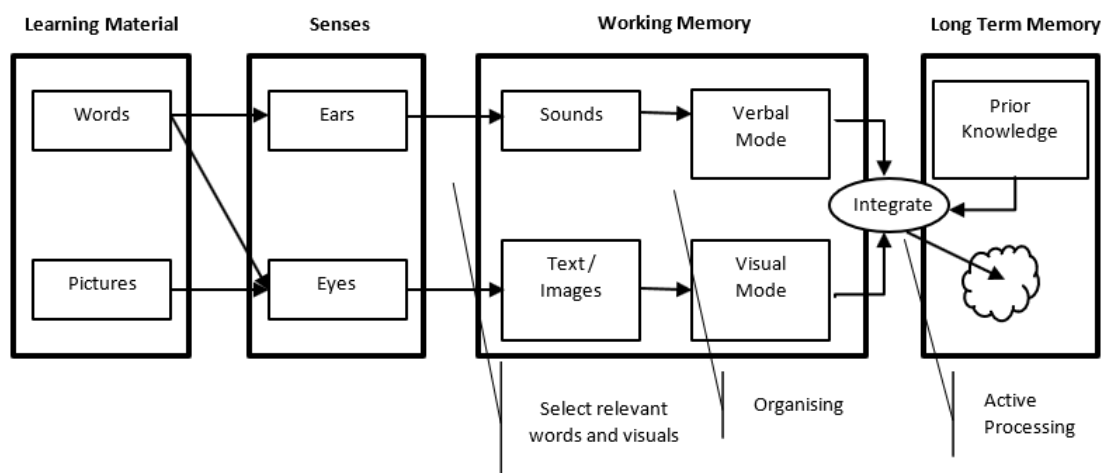 Learning Material
Senses
Working Memory
Long Term Memory
Words
Ears
Sounds
Verbal
Mode
Prior
Knowledge
Integrate
Pictures
Eyes
Text /
Images
Visual
Mode
Select relevant
words and visuals
Organising
Active
Processing